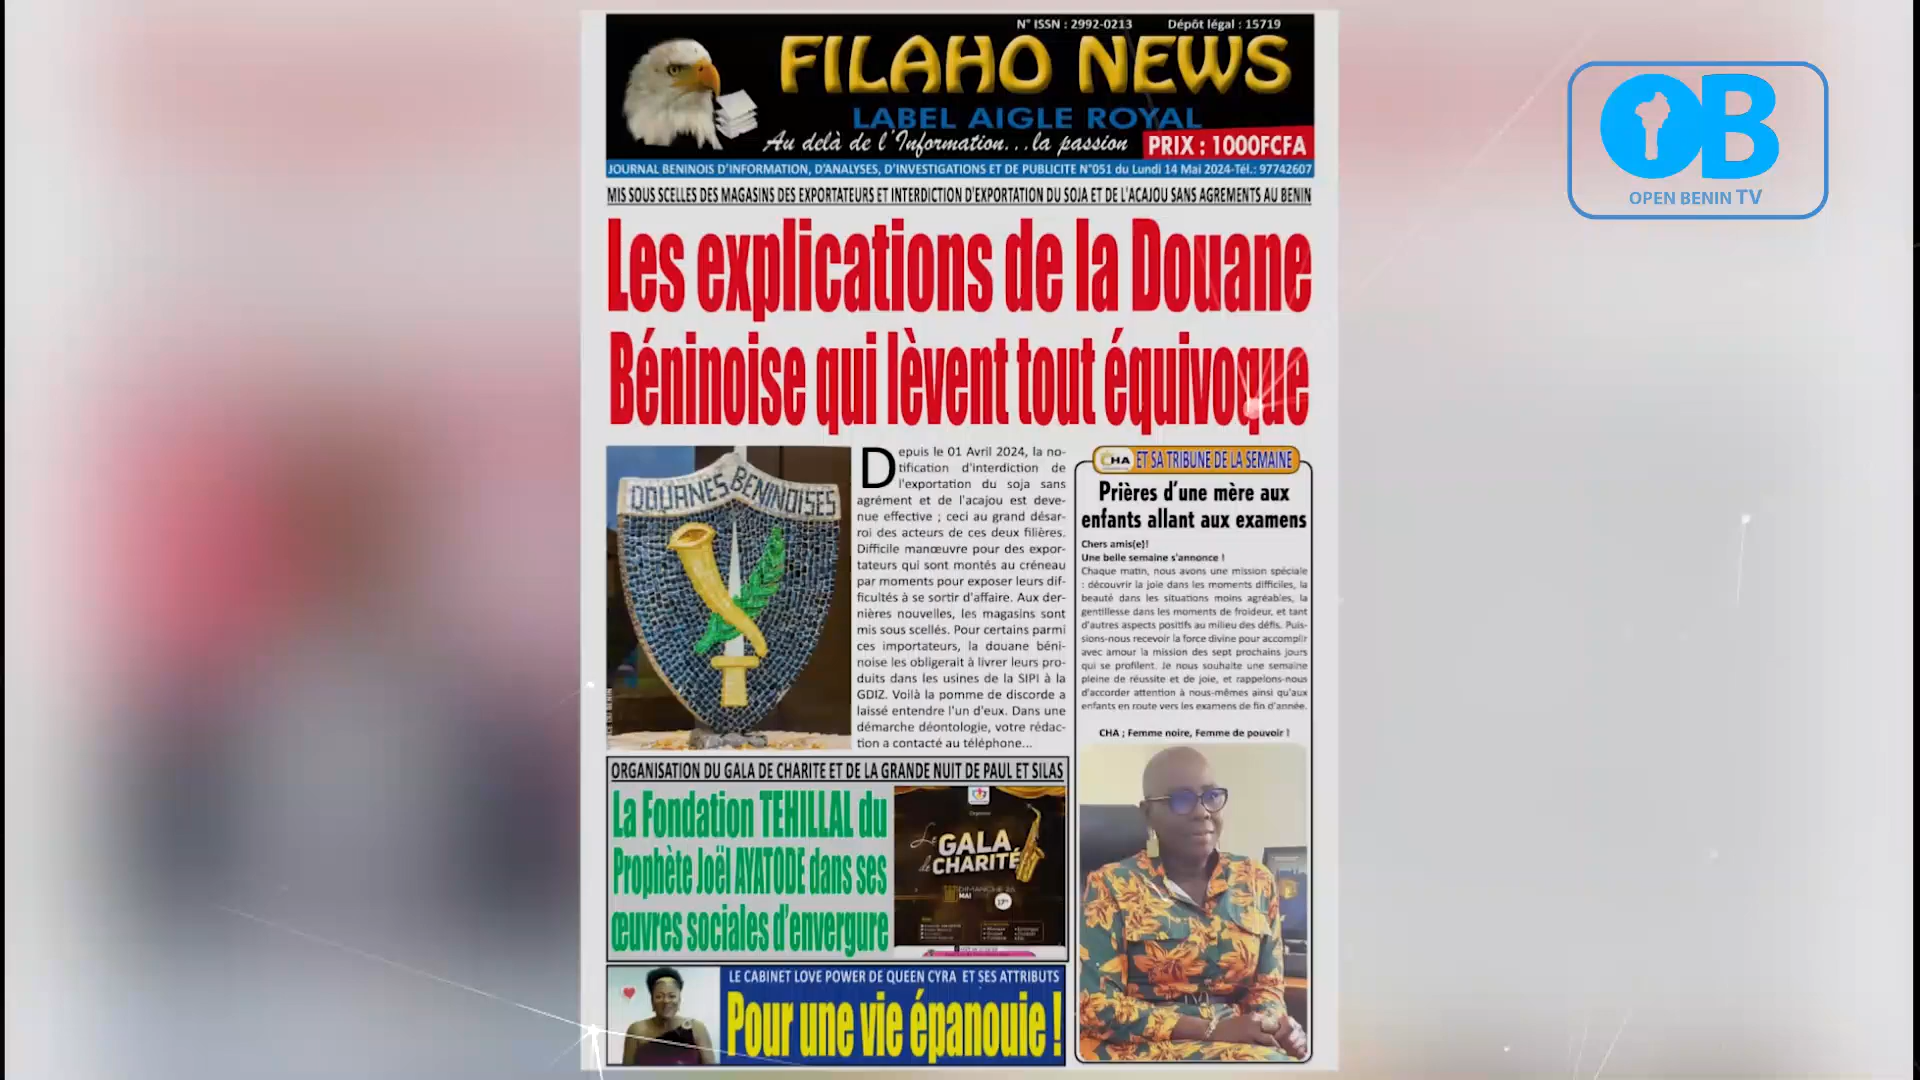 N° ISSN : 2992-0213 Dépôt légal : 15719
FILAHO NEWS
LABEL AIGLE ROYAL
Au delà de l'Information...la passion
PRIX : 1000FCFA
JOURNAL BENINOIS D'INFORMATION, D'ANALYSES, D'INVESTIGATIONS ET DE PUBLICITE N°051 du Lundi 14 Mai 2024-Tél.: 97742607
MIS SOUS SCELLES DES MAGASINS DES EXPORTATEURS ET INTERDICTION D'EXPORTATION DU SOJA ET DE L'ACAJOU SANS AGREMENTS AU BENIN
Les explications de la Douane
Béninoise qui lèvent tout équivoque
DOUANES BENINOISES
Depuis le 01 Avril 2024, la no-
tification d'interdiction de
l'exportation du soja sans
agrément et de l'acajou est deve-
nue effective ; ceci au grand désar-
roi des acteurs de ces deux filières.
Difficile manœuvre pour des expor-
tateurs qui sont montés au créneau
par moments pour exposer leurs dif-
ficultés à se sortir d'affaire. Aux der-
nières nouvelles, les magasins sont
mis sous scellés. Pour certains parmi
ces importateurs, la douane béni-
noise les obligerait à livrer leurs pro-
duits dans les usines de la SIPI à la
GDIZ. Voilà la pomme de discorde a
laissé entendre l'un d'eux. Dans une
démarche déontologie, votre rédac-
tion a contacté au téléphone...
CHA ET SA TRIBUNE DE LA SEMAINE
Prières d'une mère aux
enfants allant aux examens
Chers amis(e)!
Une belle semaine s'annonce !
Chaque matin, nous avons une mission spéciale
: découvrir la joie dans les moments difficiles, la
beauté dans les situations moins agréables, la
gentillesse dans les moments de froideur, et tant
d'autres aspects positifs au milieu des défis. Puis-
sions-nous recevoir la force divine pour accomplir
avec amour la mission des sept prochains jours
qui se profilent. Je nous souhaite une semaine
pleine de réussite et de joie, et rappelons-nous
d'accorder attention à nous-mêmes ainsi qu'aux
enfants en route vers les examens de fin d'année.
CHA ; Femme noire, Femme de pouvoir !
ORGANISATION DU GALA DE CHARITE ET DE LA GRANDE NUIT DE PAUL ET SILAS
La Fondation TEHILLAL du
Prophète Joël AYATODE dans ses
œuvres sociales d'envergure
Le GALA
de CHARITÉ
DIMANCHE 26
MAI
17H
LE CABINET LOVE POWER DE QUEEN CYRA ET SES ATTRIBUTS
Pour une vie épanouie !
OB
OPEN BENIN TV